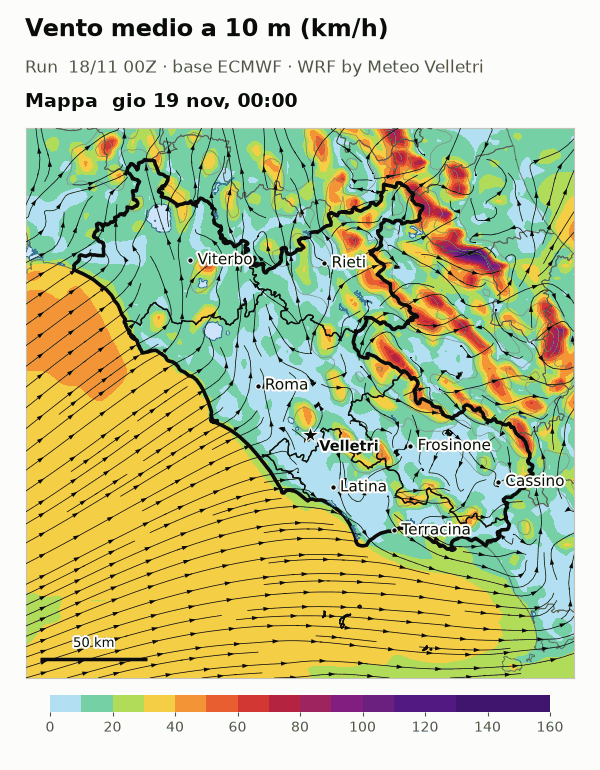 Vento medio a 10 m (km/h)
Run 18/11 00Z · base ECMWF · WRF by Meteo Velletri
Mappa gio 19 nov, 00:00
Viterbo
Rieti
Roma
Velletri
Frosinone
Cassino
Latina
Terracina
50 km
0 20 40 60 80 100 120 140 160